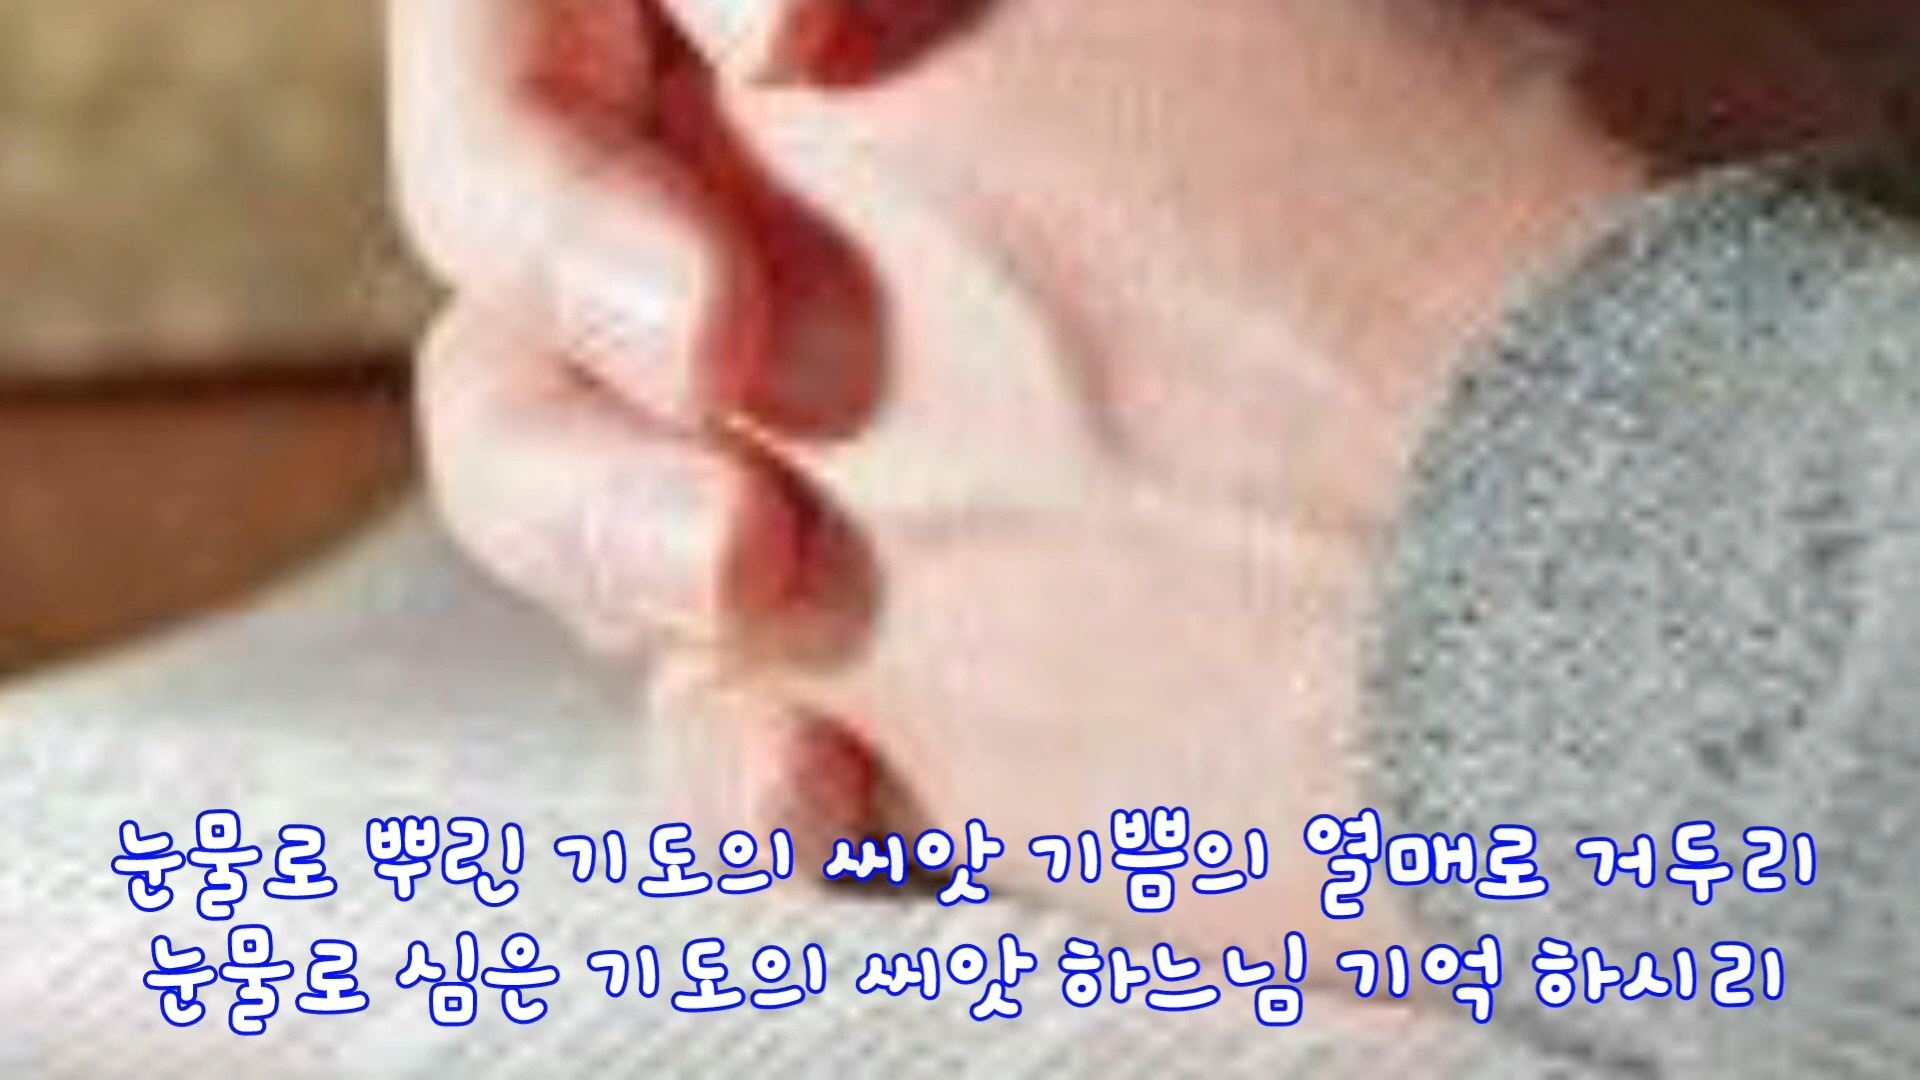 눈물로 뿌린 기도의 씨앗 기쁨의 열매로 거두리
눈물로 심은 기도의 씨앗 하느님 기억 하시리